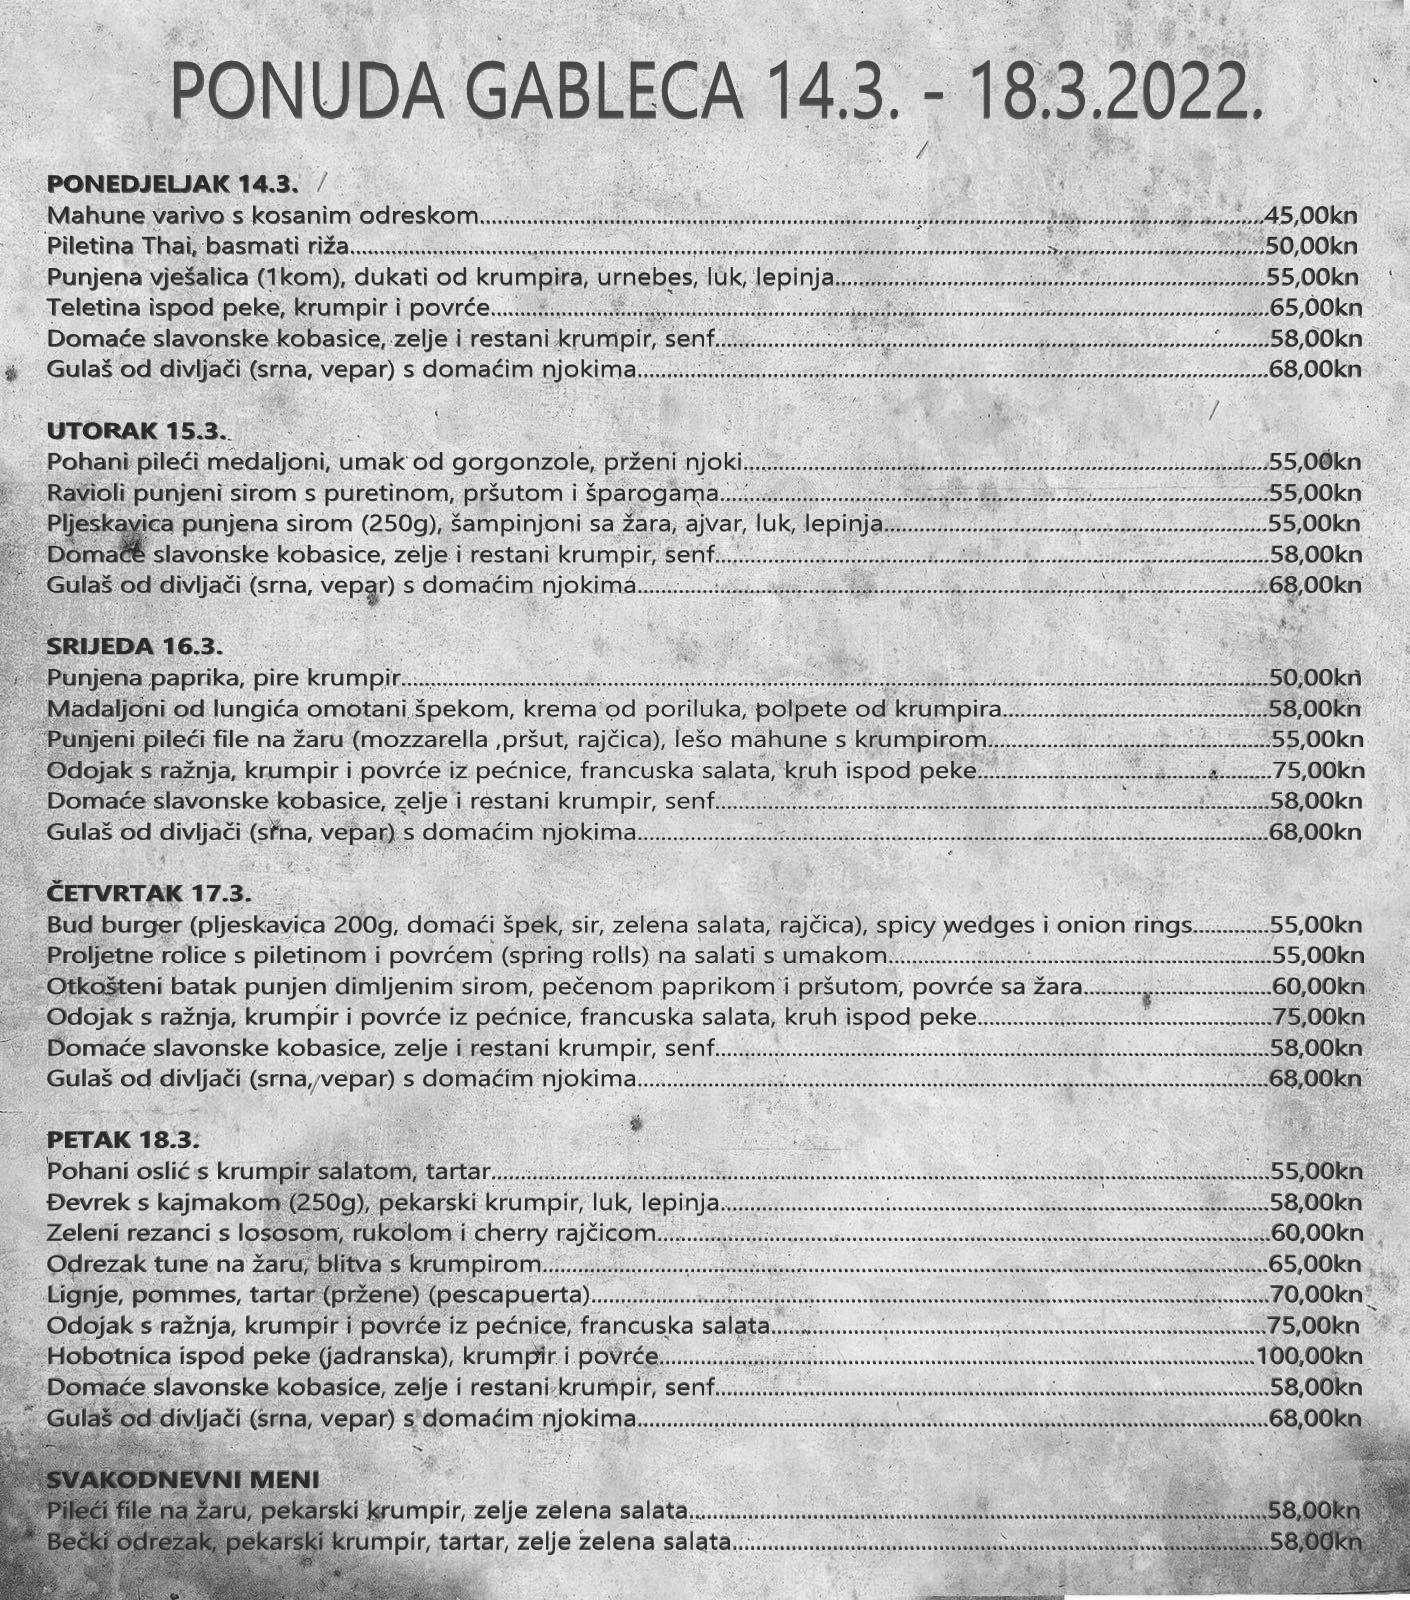 PONUDA GABLECA 14.3. - 18.3.2022.
PONEDJELJAK 14.3.
Mahune varivo s kosanim odreskom...45,00kn
Piletina Thai, basmati riža...50,00kn
Punjena vješalica (1kom), dukati od krumpira, urnebes, luk, lepinja...55,00kn
Teletina ispod peke, krumpir i povrće...65,00kn
Domaće slavonske kobasice, zelje i restani krumpir, senf...58,00kn
Gulaš od divljači (srna, vepar) s domaćim njokima...68,00kn
UTORAK 15.3.
Pohani pileći medaljoni, umak od gorgonzole, prženi njoki...55,00kn
Ravioli punjeni sirom s puretinom, pršutom i šparogama...55,00kn
Pljeskavica punjena sirom (250g), šampinjoni sa žara, ajvar, luk, lepinja...55,00kn
Domaće slavonske kobasice, zelje i restani krumpir, senf...58,00kn
Gulaš od divljači (srna, vepar) s domaćim njokima...68,00kn
SRIJEDA 16.3.
Punjena paprika, pire krumpir...50,00kn
Madaljoni od lungića omotani špekom, krema od poriluka, polpete od krumpira...58,00kn
Punjeni pileći file na žaru (mozzarella ,pršut, rajčica), lešo mahune s krumpirom...55,00kn
Odojak s ražnja, krumpir i povrće iz pećnice, francuska salata, kruh ispod peke...75,00kn
Domaće slavonske kobasice, zelje i restani krumpir, senf...58,00kn
Gulaš od divljači (srna, vepar) s domaćim njokima...68,00kn
ČETVRTAK 17.3.
Bud burger (pljeskavica 200g, domaći špek, sir, zelena salata, rajčica), spicy wedges i onion rings...55,00kn
Proljetne rolice s piletinom i povrćem (spring rolls) na salati s umakom...55,00kn
Otkošteni batak punjen dimljenim sirom, pečenom paprikom i pršutom, povrće sa žara...60,00kn
Odojak s ražnja, krumpir i povrće iz pećnice, francuska salata, kruh ispod peke...75,00kn
Domaće slavonske kobasice, zelje i restani krumpir, senf...58,00kn
Gulaš od divljači (srna, vepar) s domaćim njokima...68,00kn
PETAK 18.3.
Pohani oslić s krumpir salatom, tartar...55,00kn
Đevrek s kajmakom (250g), pekarski krumpir, luk, lepinja...58,00kn
Zeleni rezanci s lososom, rukolom i cherry rajčicom...60,00kn
Odrezak tune na žaru, blitva s krumpirom...65,00kn
Lignje, pommes, tartar (pržene) (pescapuerta)...70,00kn
Odojak s ražnja, krumpir i povrće iz pećnice, francuska salata...75,00kn
Hobotnica ispod peke (jadranska), krumpir i povrće...100,00kn
Domaće slavonske kobasice, zelje i restani krumpir, senf...58,00kn
Gulaš od divljači (srna, vepar) s domaćim njokima...68,00kn
SVAKODNEVNI MENI
Pileći file na žaru, pekarski krumpir, zelje zelena salata...58,00kn
Bečki odrezak, pekarski krumpir, tartar, zelje zelena salata...58,00kn